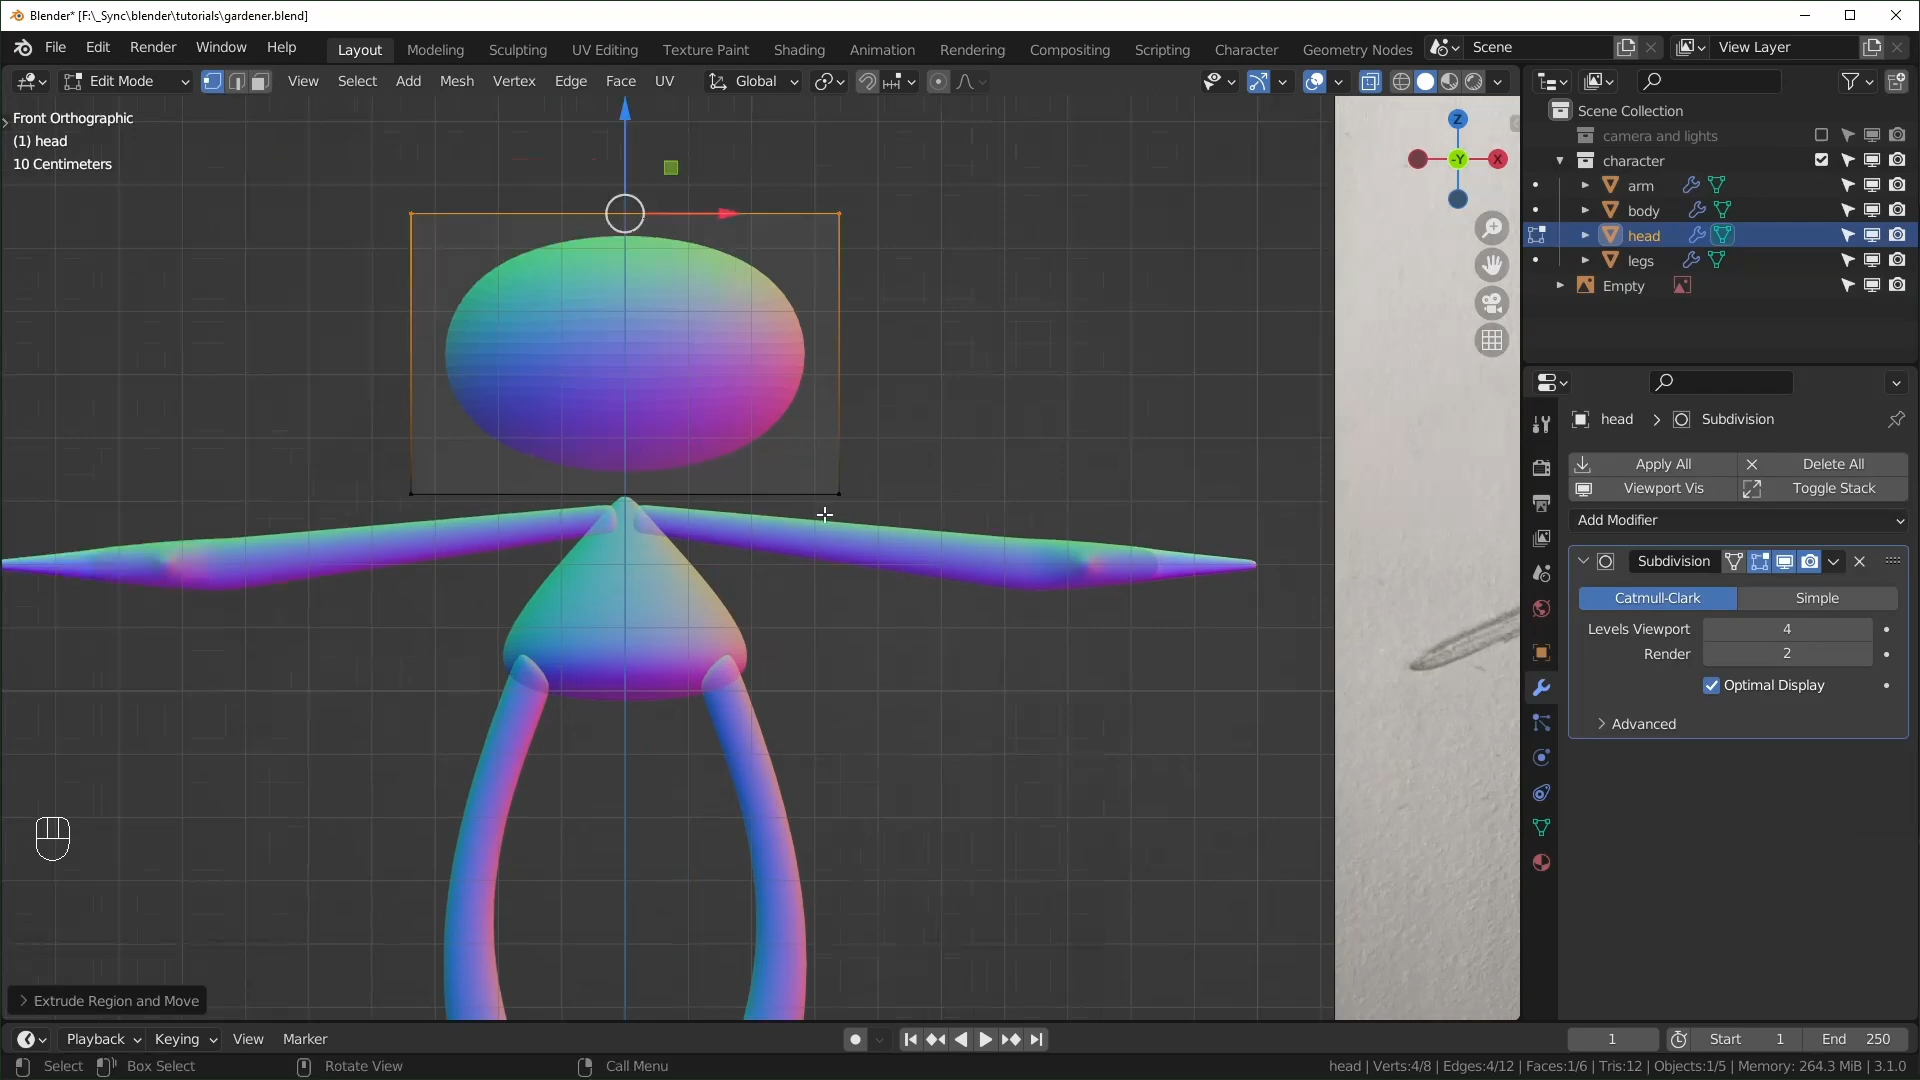 Blender* [F:\_Sync\blender\tutorials\gardener.blend]
File Edit Render Window Help Layout Modeling Sculpting UV Editing Texture Paint Shading Animation Rendering Compositing Scripting Character Geometry Nodes Scene View Layer
Edit Mode View Select Add Mesh Vertex Edge Face UV Global
Front Orthographic
(1) head
10 Centimeters
Z
-Y
X
Scene Collection
camera and lights
character
arm
body
head
legs
Empty
head > Subdivision
Apply All Delete All
Viewport Vis Toggle Stack
Add Modifier
Subdivision
Catmull-Clark Simple
Levels Viewport 4
Render 2
Optimal Display
Advanced
Extrude Region and Move
Playback Keying View Marker 1 Start 1 End 250
Select Box Select Rotate View Call Menu head | Verts:4/8 | Edges:4/12 | Faces:1/6 | Tris:12 | Objects:1/5 | Memory: 264.3 MiB | 3.1.0